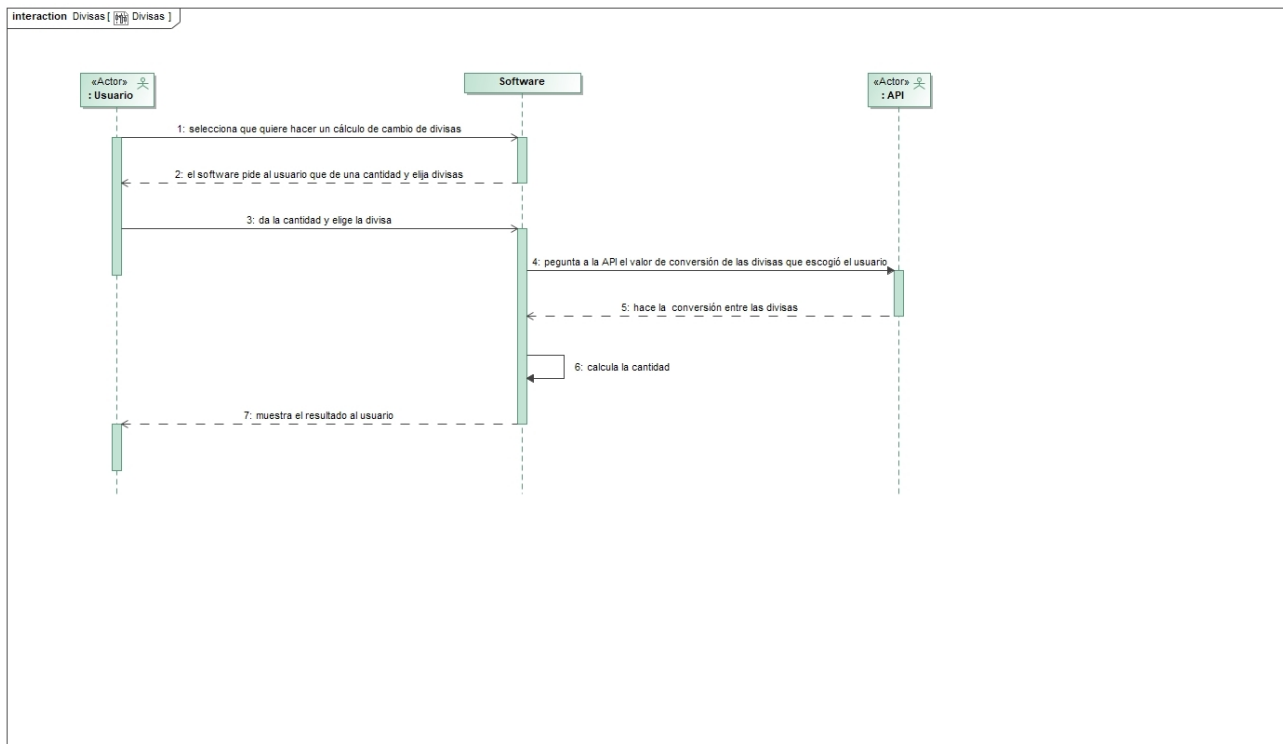 interaction Divisas [ Divisas ]
«Actor»
: Usuario
Software
«Actor»
: API
1: selecciona que quiere hacer un cálculo de cambio de divisas
2: el software pide al usuario que de una cantidad y elija divisas
3: da la cantidad y elige la divisa
4: pegunta a la API el valor de conversión de las divisas que escogió el usuario
5: hace la conversión entre las divisas
6: calcula la cantidad
7: muestra el resultado al usuario